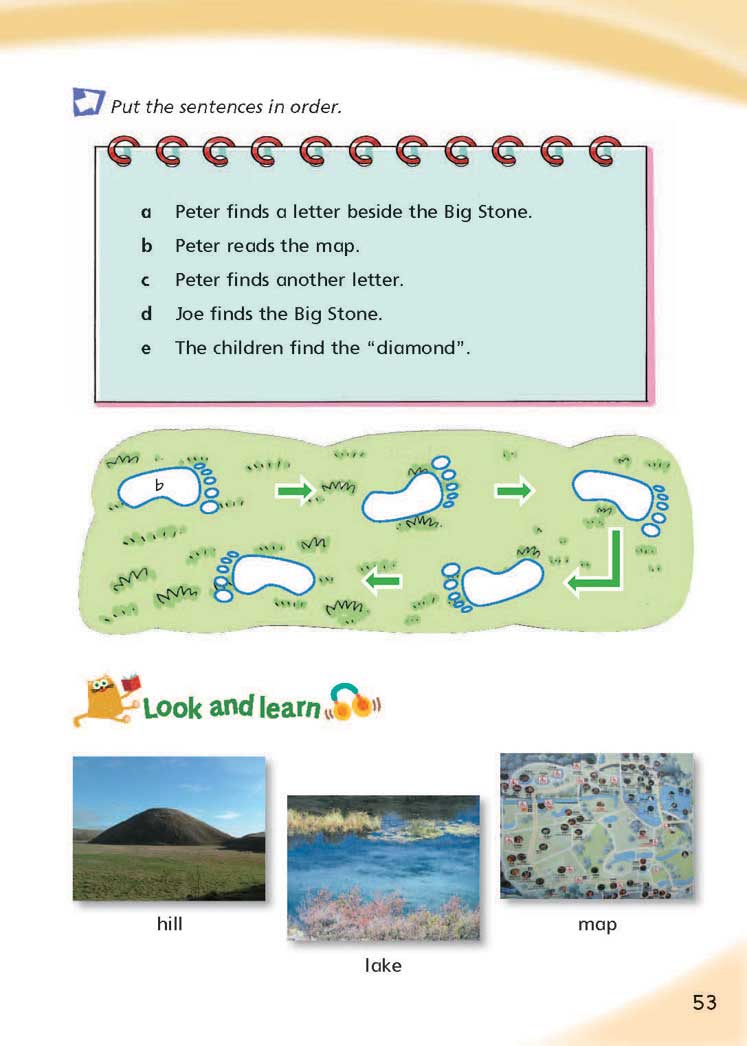 Put the sentences in order.
a Peter finds a letter beside the Big Stone.
b Peter reads the map.
c Peter finds another letter.
d Joe finds the Big Stone.
e The children find the “diamond”.
b
Look and learn
hill
lake
map
53